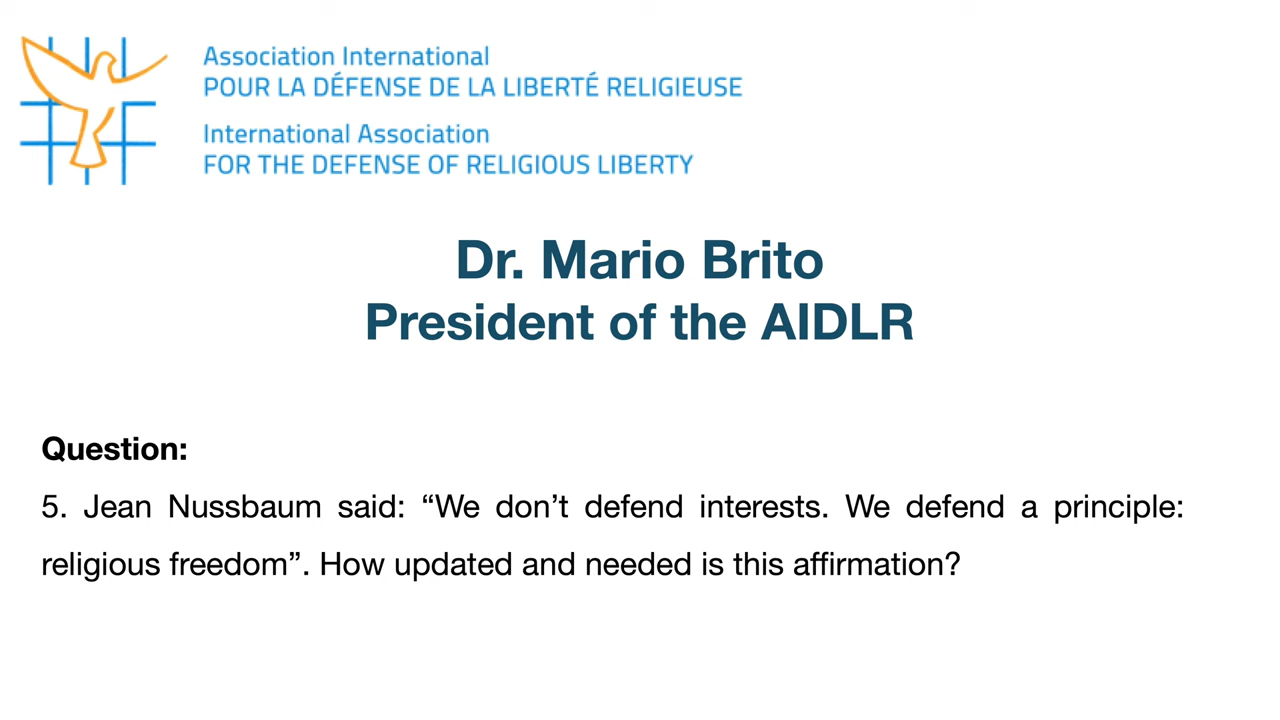 Association International
POUR LA DÉFENSE DE LA LIBERTÉ RELIGIEUSE
International Association
FOR THE DEFENSE OF RELIGIOUS LIBERTY
Dr. Mario Brito
President of the AIDLR
Question:
5. Jean Nussbaum said: “We don’t defend interests. We defend a principle:
religious freedom”. How updated and needed is this affirmation?